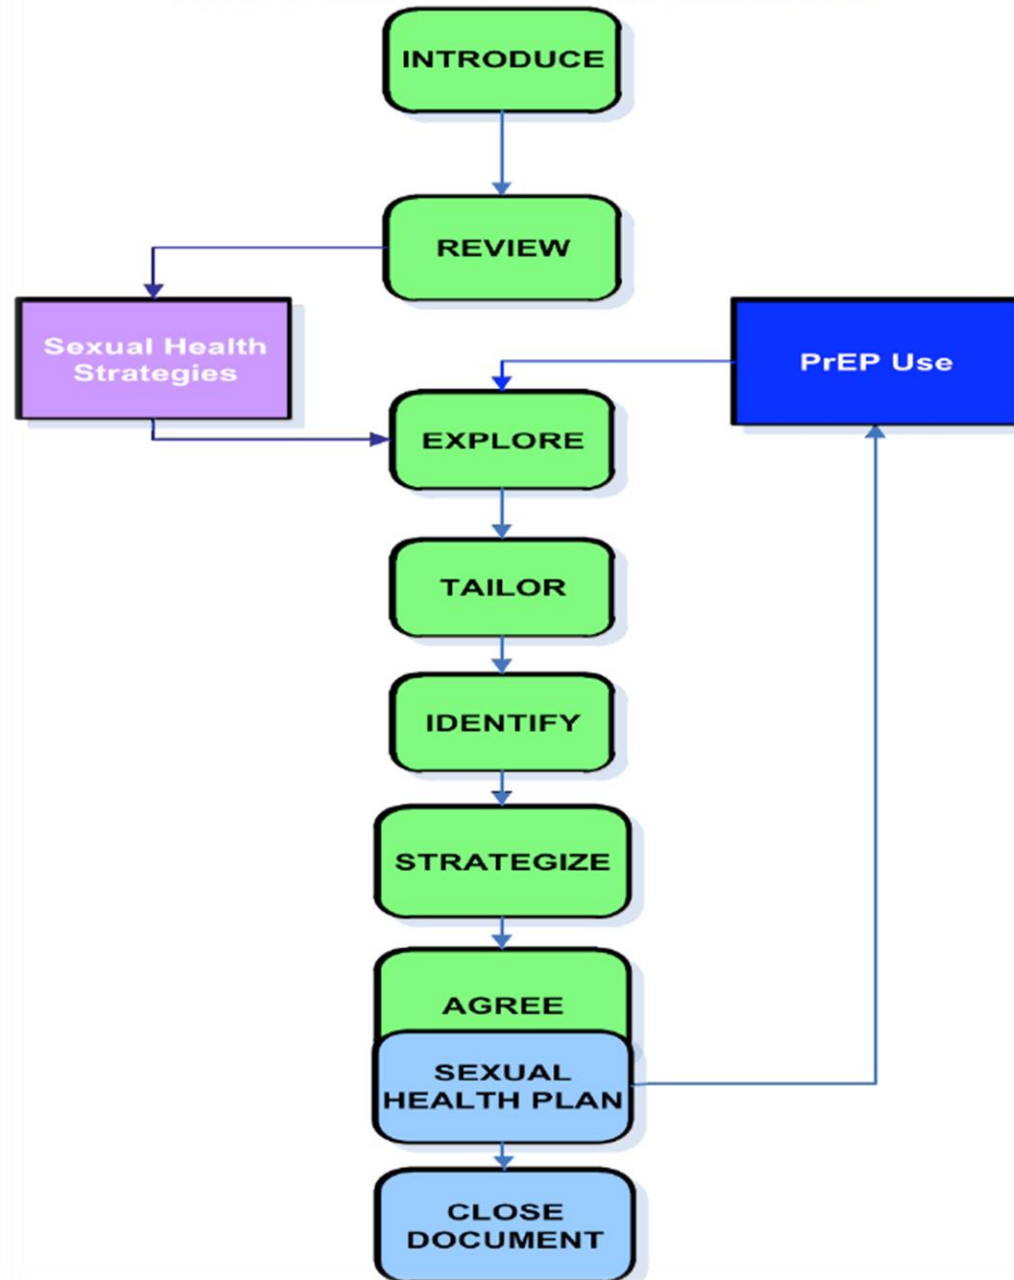 INTRODUCE
REVIEW
Sexual Health
Strategies
PrEP Use
EXPLORE
TAILOR
IDENTIFY
STRATEGIZE
AGREE
SEXUAL
HEALTH PLAN
CLOSE
DOCUMENT